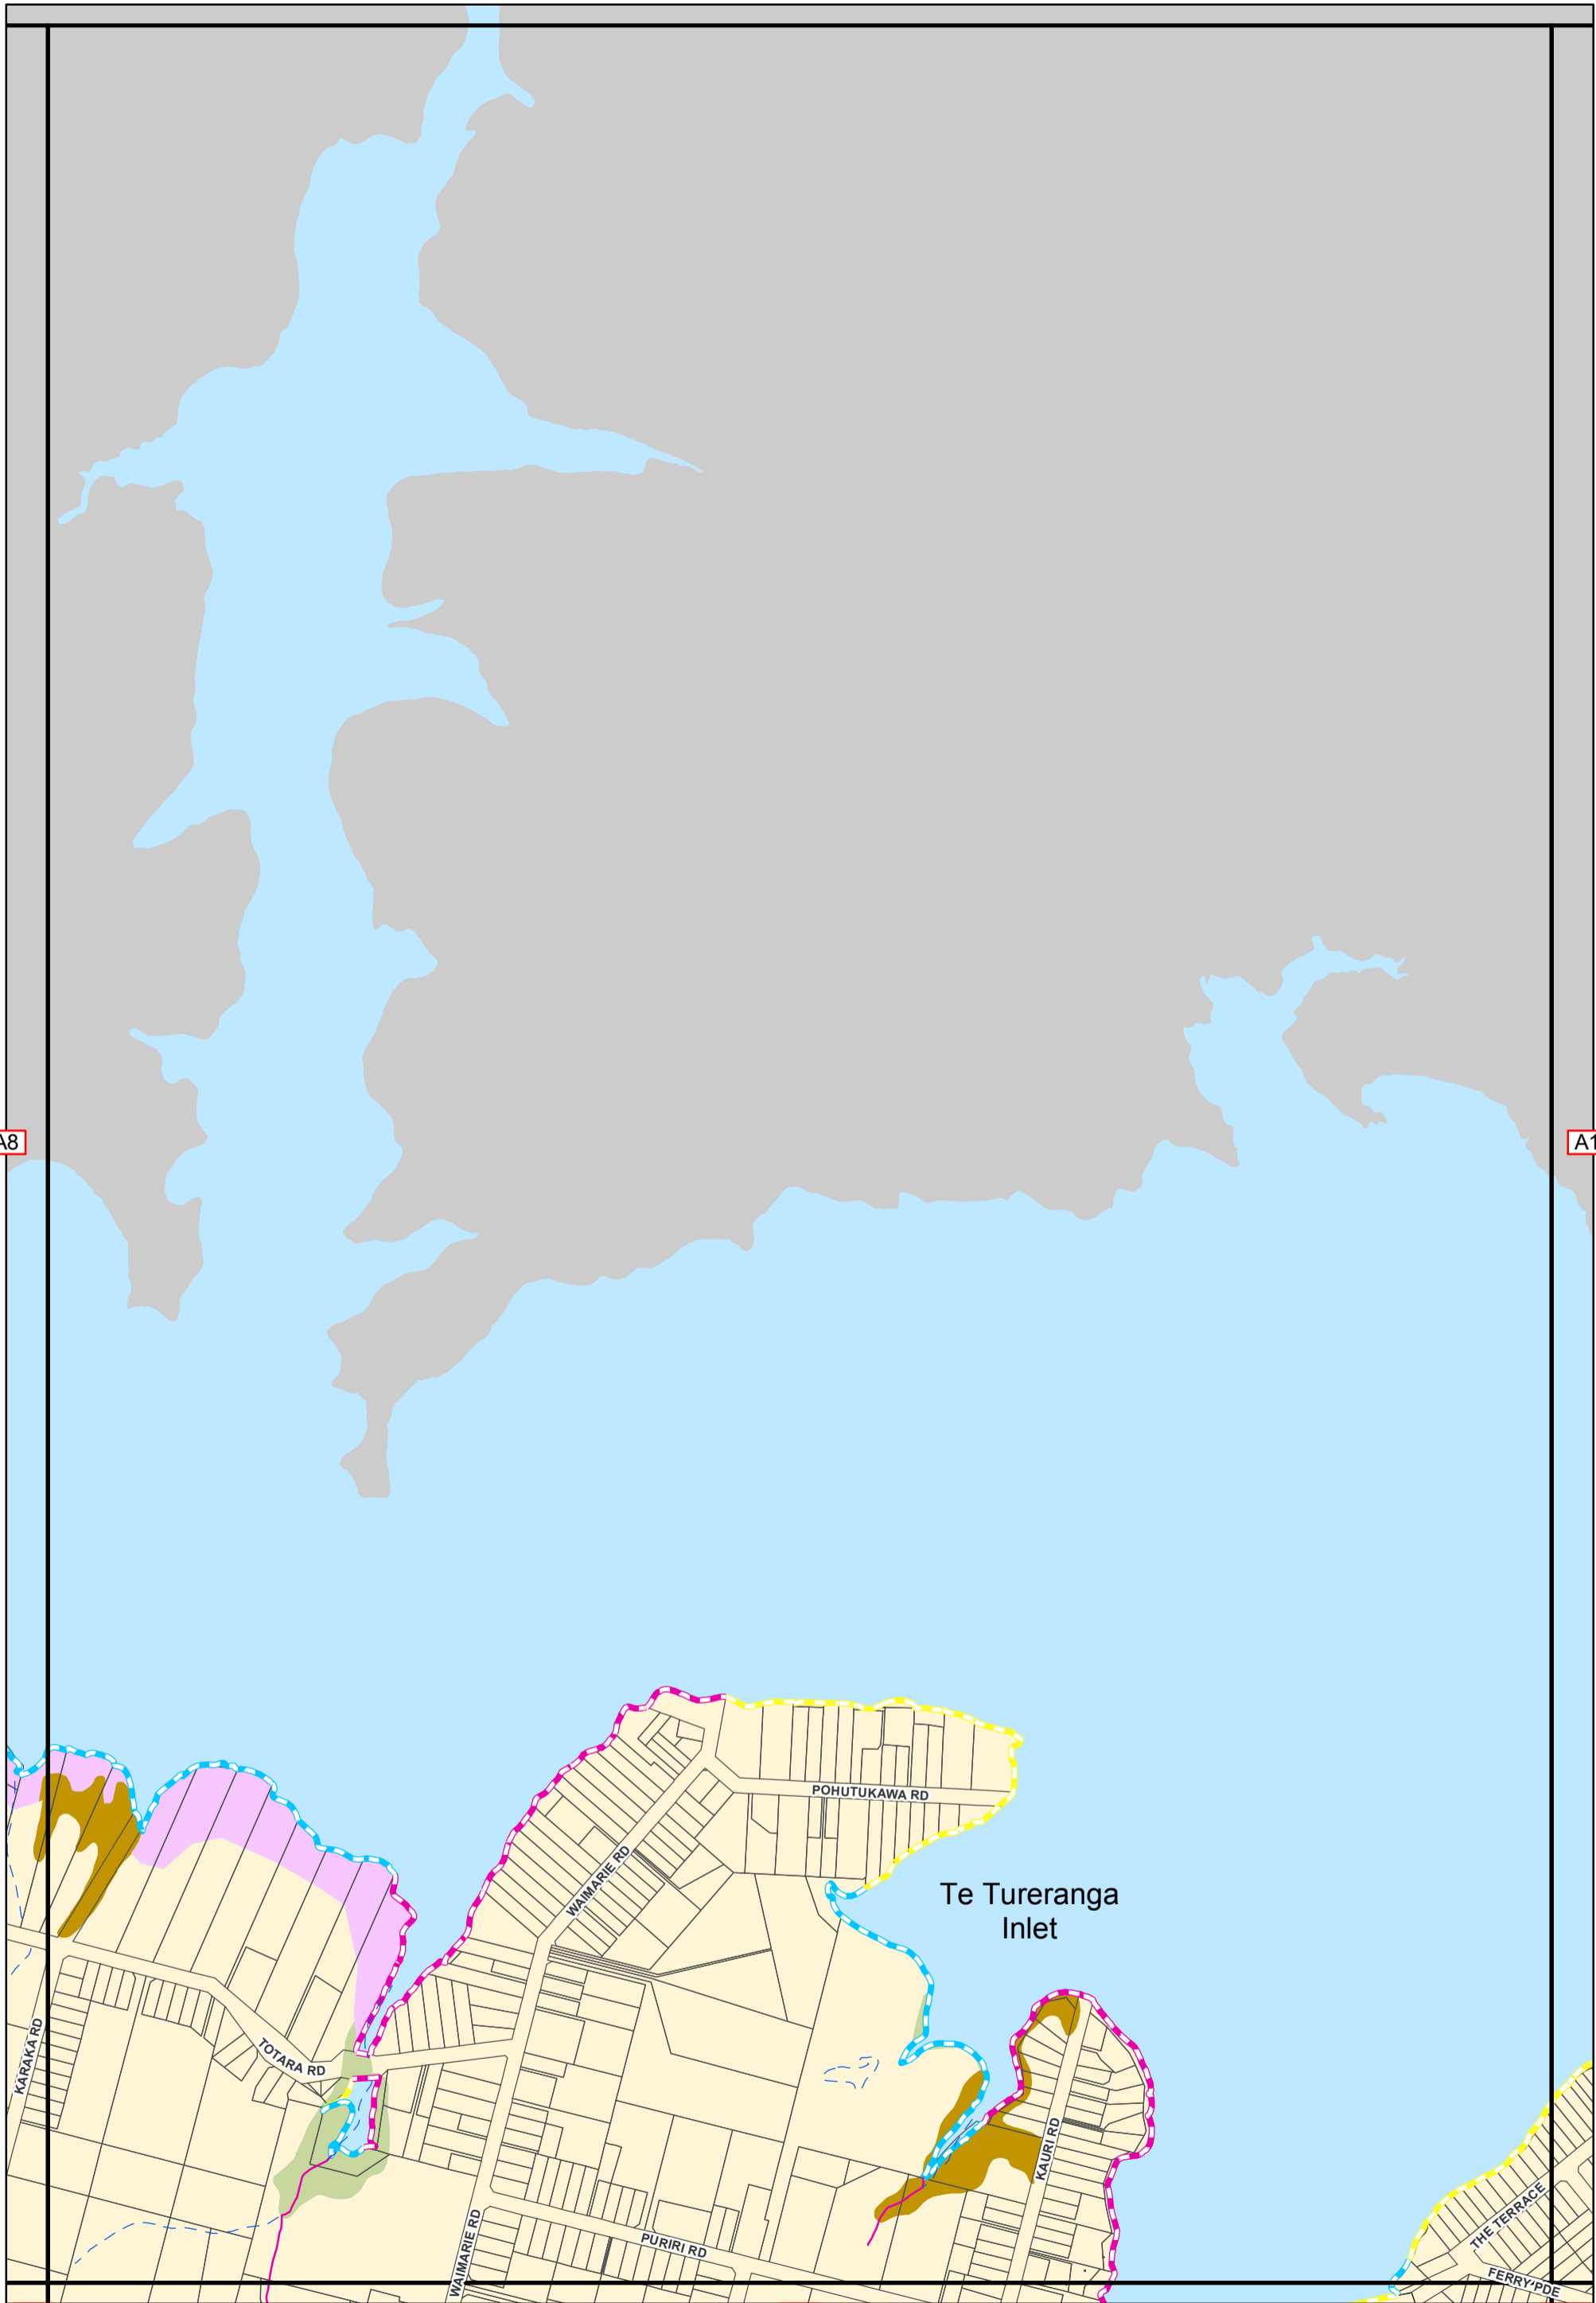 A8
A1
POHUTUKAWA RD
WAIMARIE RD
Te Tureranga
Inlet
KARAKA RD
TOTARA RD
KAURI RD
THE TERRACE
WAIMARIE RD
PURIRI RD
FERRY PDE